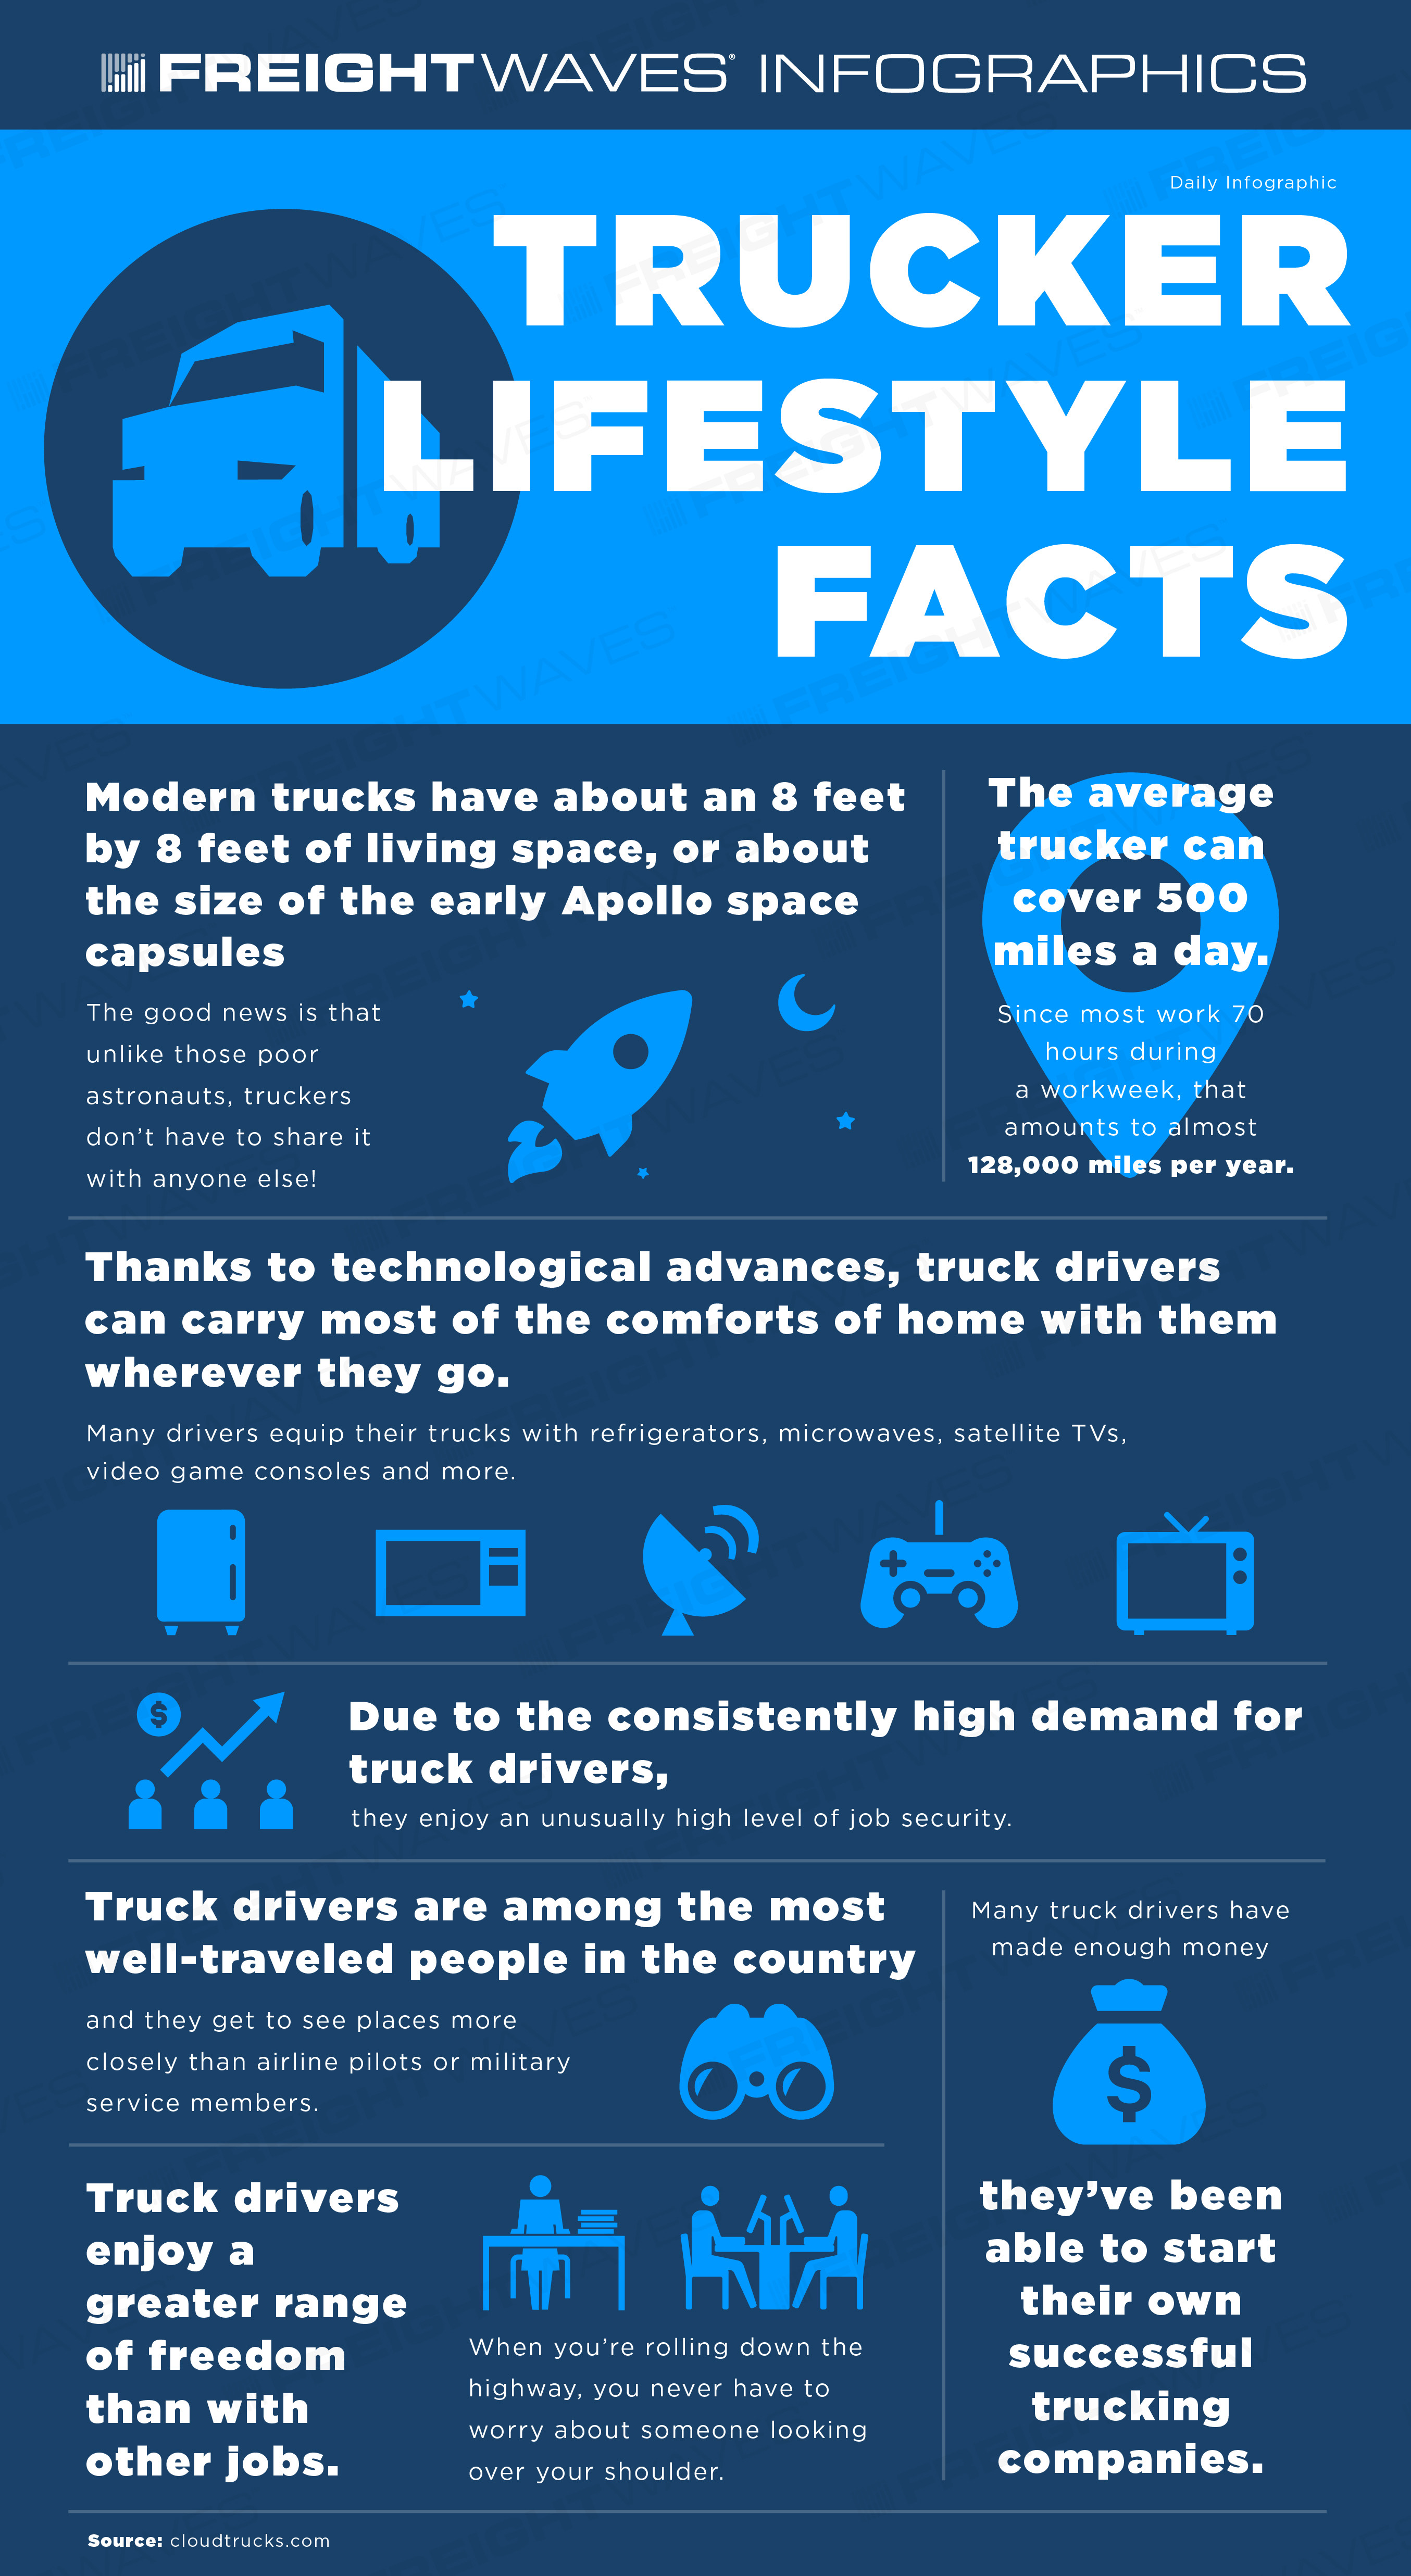 FREIGHTWAVES® INFOGRAPHICS
Daily Infographic
TRUCKER
LIFESTYLE
FACTS
Modern trucks have about an 8 feet
by 8 feet of living space, or about
the size of the early Apollo space
capsules
The good news is that
unlike those poor
astronauts, truckers
don’t have to share it
with anyone else!
The average
trucker can
cover 500
miles a day.
Since most work 70
hours during
a workweek, that
amounts to almost
128,000 miles per year.
Thanks to technological advances, truck drivers
can carry most of the comforts of home with them
wherever they go.
Many drivers equip their trucks with refrigerators, microwaves, satellite TVs,
video game consoles and more.
$
Due to the consistently high demand for
truck drivers,
they enjoy an unusually high level of job security.
Truck drivers are among the most
well-traveled people in the country
and they get to see places more
closely than airline pilots or military
service members.
Truck drivers
enjoy a
greater range
of freedom
than with
other jobs.
When you’re rolling down the
highway, you never have to
worry about someone looking
over your shoulder.
Many truck drivers have
made enough money
$
they’ve been
able to start
their own
successful
trucking
companies.
Source: cloudtrucks.com